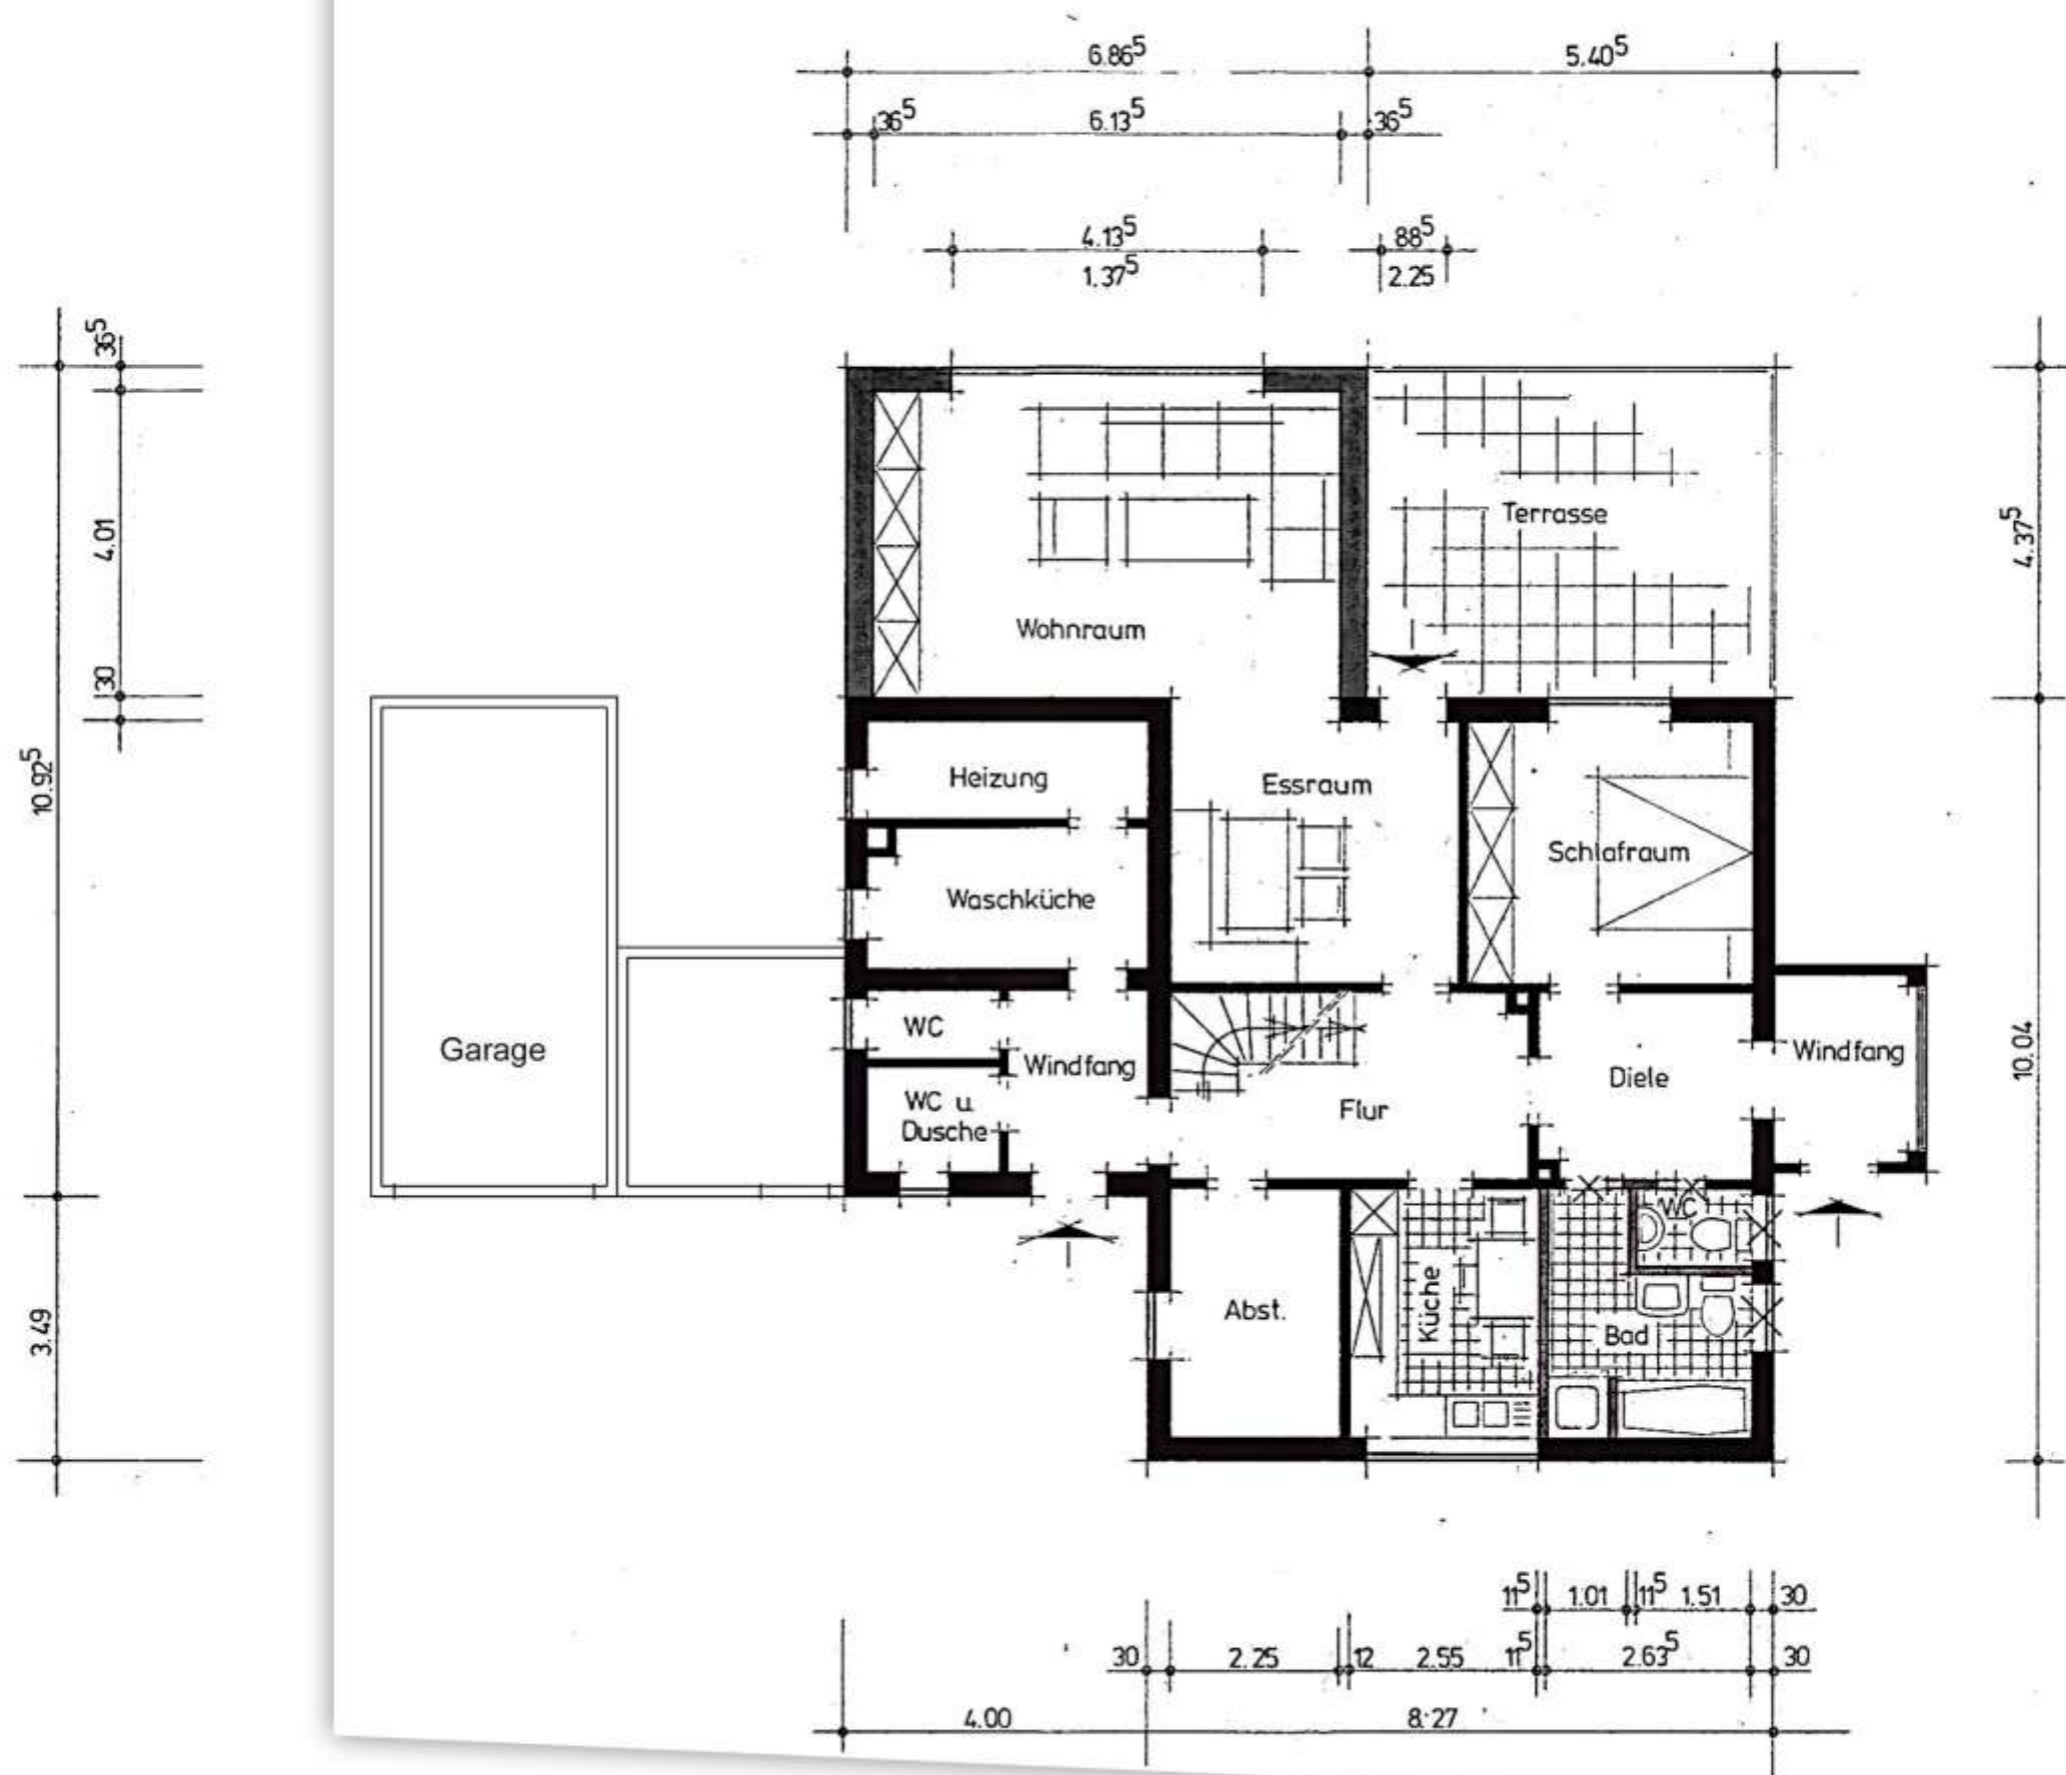 6.86⁵ 5.40⁵
36⁵ 6.13⁵ 36⁵
4.13⁵ 88⁵
1.37⁵ 2.25
36⁵
4.01
30
10.92⁵
3.49
4.37⁵
10.04
Terrasse
Wohnraum
Heizung
Essraum
Schlafraum
Waschküche
WC
Garage
Windfang
Windfang
Diele
WC u
Dusche
Flur
WC
Küche
Abst.
Bad
11⁵ 1.01 11⁵ 1.51 30
30 2.25 12 2.55 11⁵ 2.63⁵ 30
4.00 8.27